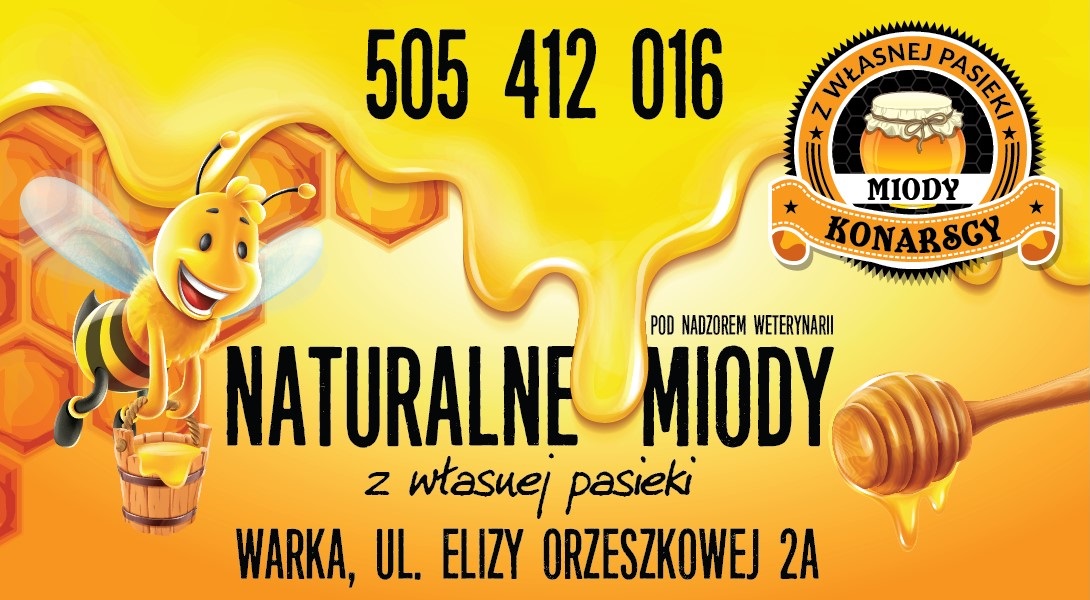 505 412 016
Z WŁASNEJ PASIEKI
MIODY
KONARSCY
POD NADZOREM WETERYNARII
NATURALNE MIODY
z własnej pasieki
WARKA, UL. ELIZY ORZESZKOWEJ 2A